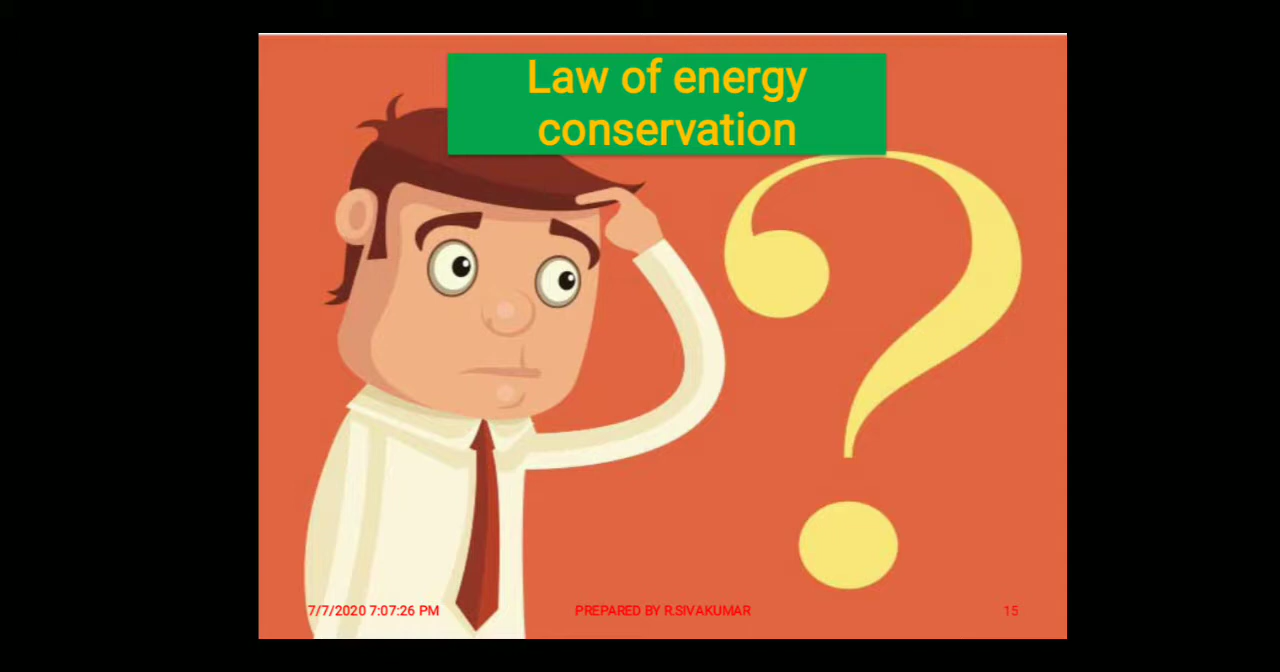 Law of energy
conservation
7/7/2020 7:07:26 PM
PREPARED BY R.SIVAKUMAR
15